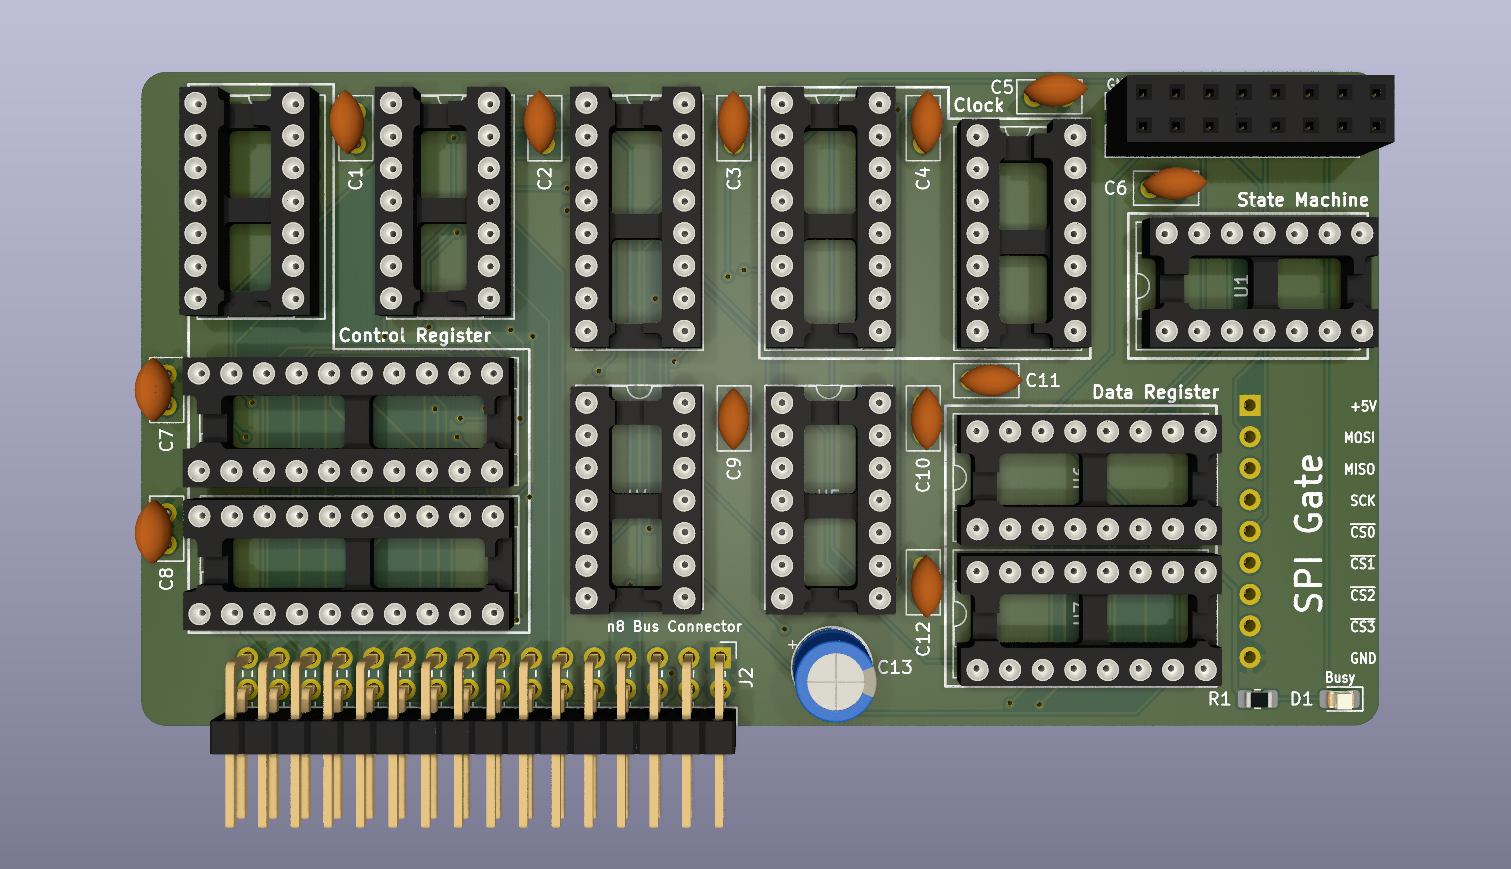 C5
Clock
C1
C2
C3
C4
C6
State Machine
U1
Control Register
C11
Data Register
+5V
MOSI
MISO
SCK
CS0
CS1
CS2
CS3
GND
SPI Gate
C7
C9
C10
C8
C12
n8 Bus Connector
J2
+
C13
Busy
R1
D1